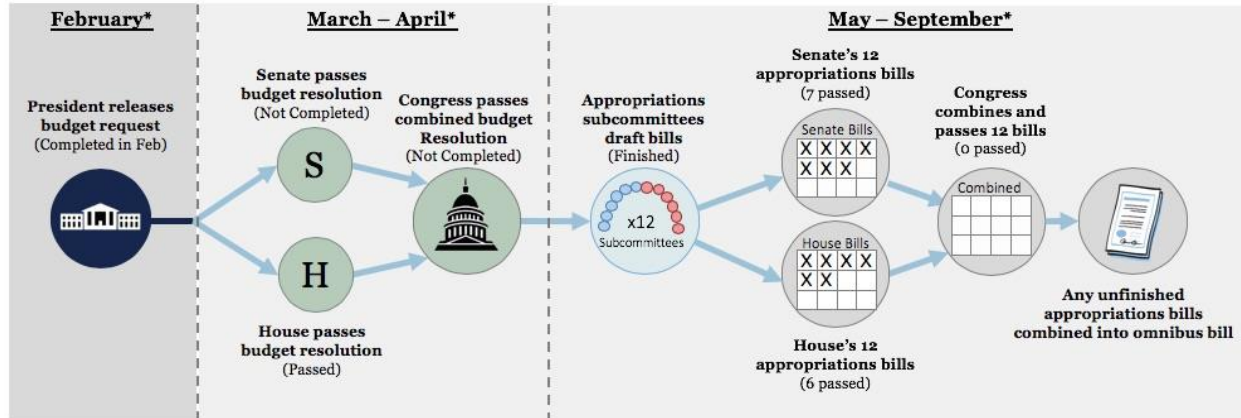 February*
President releases
budget request
(Completed in Feb)
March – April*
Senate passes
budget resolution
(Not Completed)
S
H
House passes
budget resolution
(Passed)
Congress passes
combined budget
Resolution
(Not Completed)
May – September*
Appropriations
subcommittees
draft bills
(Finished)
x12
Subcommittees
Senate's 12
appropriations bills
(7 passed)
Senate Bills
X X X X
X X X
House Bills
X X X X
X X
House's 12
appropriations bills
(6 passed)
Congress
combines and
passes 12 bills
(0 passed)
Combined
Any unfinished
appropriations bills
combined into omnibus bill